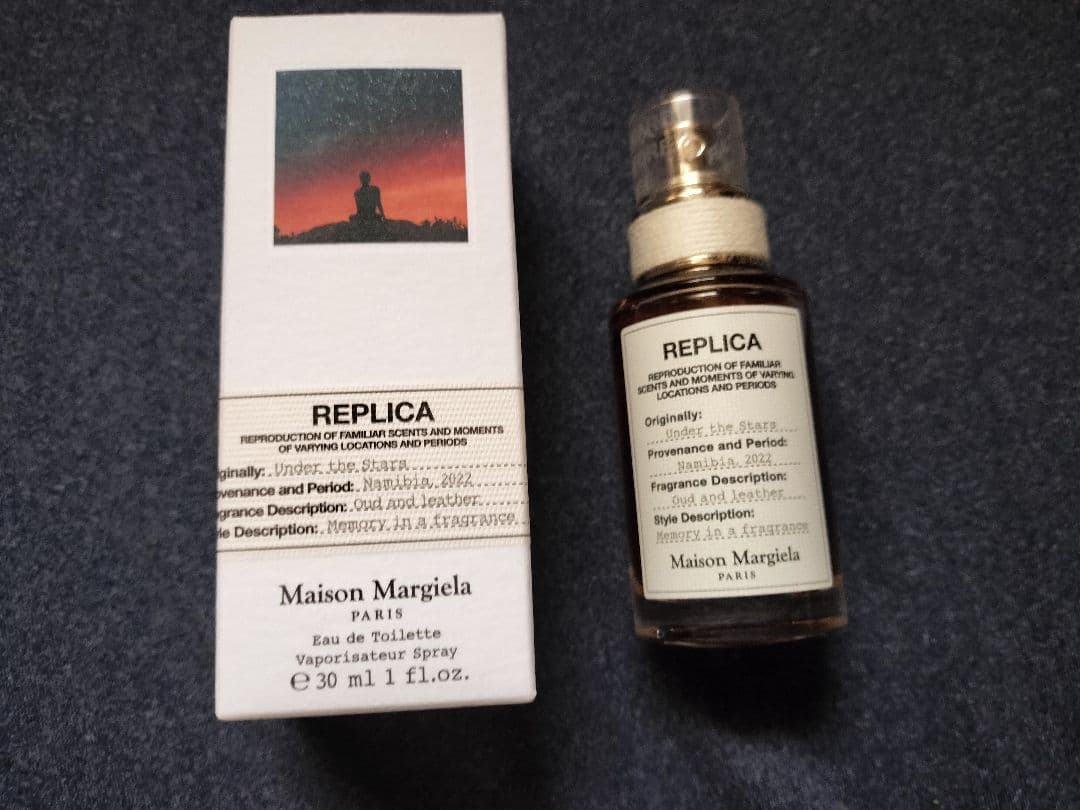 REPLICA
REPRODUCTION OF FAMILIAR SCENTS AND MOMENTS
OF VARYING LOCATIONS AND PERIODS
ginally: Under the Stars
venance and Period: Namibia, 2022
grance Description: Oud and leather
le Description: Memory in a fragrance
Maison Margiela
PARIS
Eau de Toilette
Vaporisateur Spray
℮ 30 ml 1 fl.oz.
REPLICA
REPRODUCTION OF FAMILIAR
SCENTS AND MOMENTS OF VARYING
LOCATIONS AND PERIODS
Originally:
Under the Stars
Provenance and Period:
Namibia, 2022
Fragrance Description:
Oud and leather
Style Description:
Memory in a fragrance
Maison Margiela
PARIS